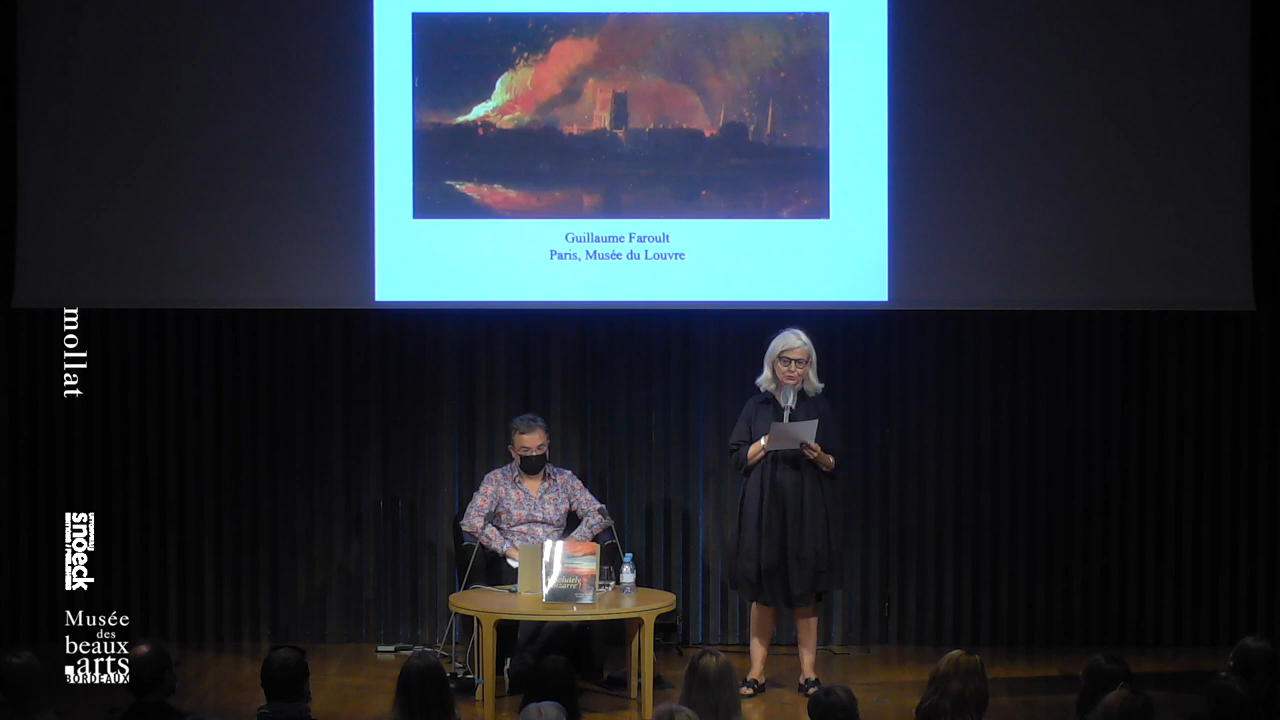 Guillaume Faroult
Paris, Musée du Louvre
mollat
snoeck
Musée
des
beaux
arts
BORDEAUX